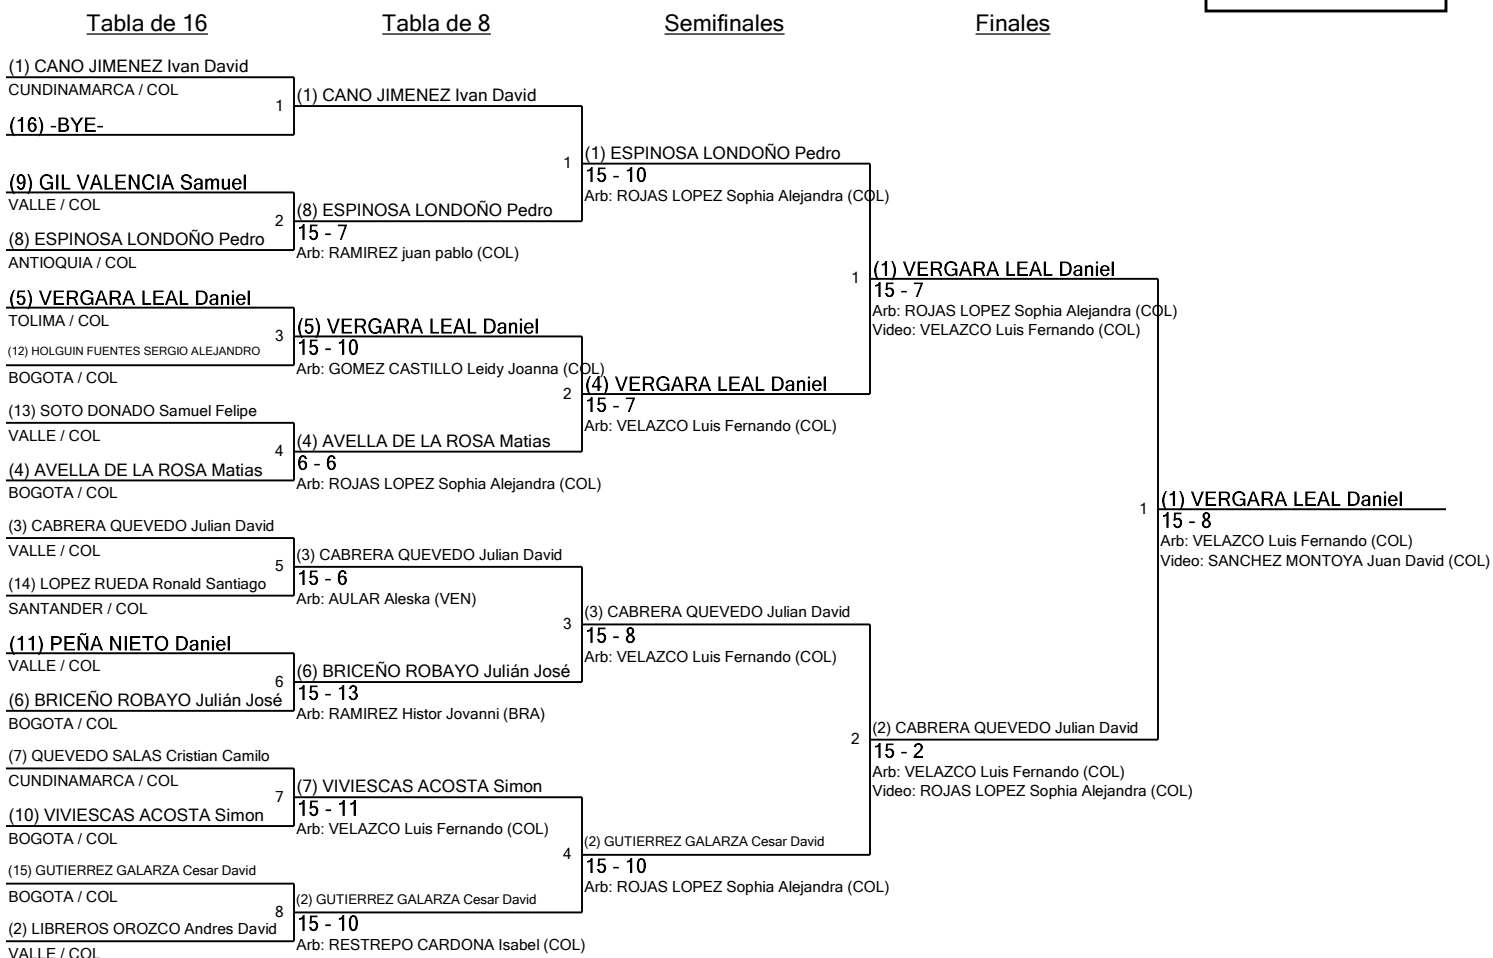 Tabla de 16
Tabla de 8
Semifinales
Finales
(1) CANO JIMENEZ Ivan David
CUNDINAMARCA / COL
1
(16) -BYE-
(9) GIL VALENCIA Samuel
VALLE / COL
2
(8) ESPINOSA LONDOÑO Pedro
ANTIOQUIA / COL
(5) VERGARA LEAL Daniel
TOLIMA / COL
3
(12) HOLGUIN FUENTES SERGIO ALEJANDRO
BOGOTA / COL
(13) SOTO DONADO Samuel Felipe
VALLE / COL
4
(4) AVELLA DE LA ROSA Matias
BOGOTA / COL
(3) CABRERA QUEVEDO Julian David
VALLE / COL
5
(14) LOPEZ RUEDA Ronald Santiago
SANTANDER / COL
(11) PEÑA NIETO Daniel
VALLE / COL
6
(6) BRICEÑO ROBAYO Julián José
BOGOTA / COL
(7) QUEVEDO SALAS Cristian Camilo
CUNDINAMARCA / COL
7
(10) VIVIESCAS ACOSTA Simon
BOGOTA / COL
(15) GUTIERREZ GALARZA Cesar David
BOGOTA / COL
8
(2) LIBREROS OROZCO Andres David
VALLE / COL
(1) CANO JIMENEZ Ivan David
1
(8) ESPINOSA LONDOÑO Pedro
15 - 7
Arb: RAMIREZ juan pablo (COL)
(5) VERGARA LEAL Daniel
15 - 10
Arb: GOMEZ CASTILLO Leidy Joanna (COL)
2
(4) AVELLA DE LA ROSA Matias
6 - 6
Arb: ROJAS LOPEZ Sophia Alejandra (COL)
(3) CABRERA QUEVEDO Julian David
15 - 6
Arb: AULAR Aleska (VEN)
3
(6) BRICEÑO ROBAYO Julián José
15 - 13
Arb: RAMIREZ Histor Jovanni (BRA)
(7) VIVIESCAS ACOSTA Simon
15 - 11
Arb: VELAZCO Luis Fernando (COL)
4
(2) GUTIERREZ GALARZA Cesar David
15 - 10
Arb: RESTREPO CARDONA Isabel (COL)
(1) ESPINOSA LONDOÑO Pedro
15 - 10
Arb: ROJAS LOPEZ Sophia Alejandra (COL)
1
(4) VERGARA LEAL Daniel
15 - 7
Arb: VELAZCO Luis Fernando (COL)
(3) CABRERA QUEVEDO Julian David
15 - 8
Arb: VELAZCO Luis Fernando (COL)
2
(2) GUTIERREZ GALARZA Cesar David
15 - 10
Arb: ROJAS LOPEZ Sophia Alejandra (COL)
(1) VERGARA LEAL Daniel
15 - 7
Arb: ROJAS LOPEZ Sophia Alejandra (COL)
Video: VELAZCO Luis Fernando (COL)
1
(2) CABRERA QUEVEDO Julian David
15 - 2
Arb: VELAZCO Luis Fernando (COL)
Video: ROJAS LOPEZ Sophia Alejandra (COL)
(1) VERGARA LEAL Daniel
15 - 8
Arb: VELAZCO Luis Fernando (COL)
Video: SANCHEZ MONTOYA Juan David (COL)